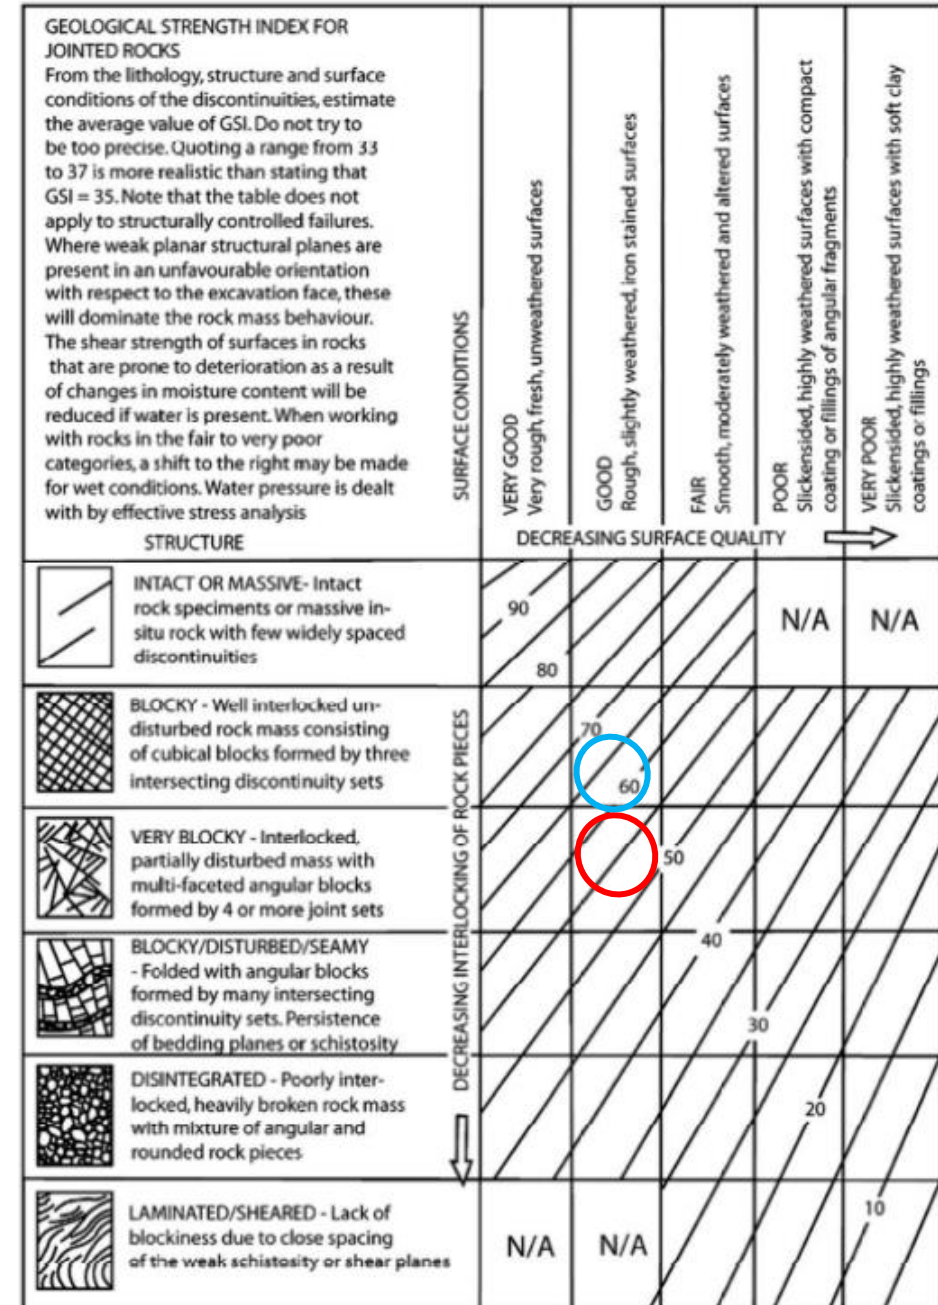 GEOLOGICAL STRENGTH INDEX FOR
JOINTED ROCKS
From the lithology, structure and surface
conditions of the discontinuities, estimate
the average value of GSI. Do not try to
be too precise. Quoting a range from 33
to 37 is more realistic than stating that
GSI = 35. Note that the table does not
apply to structurally controlled failures.
Where weak planar structural planes are
present in an unfavourable orientation
with respect to the excavation face, these
will dominate the rock mass behaviour.
The shear strength of surfaces in rocks
that are prone to deterioration as a result
of changes in moisture content will be
reduced if water is present. When working
with rocks in the fair to very poor
categories, a shift to the right may be made
for wet conditions. Water pressure is dealt
with by effective stress analysis
STRUCTURE
SURFACE CONDITIONS
VERY GOOD
Very rough, fresh, unweathered surfaces
GOOD
Rough, slightly weathered, iron stained surfaces
FAIR
Smooth, moderately weathered and altered surfaces
POOR
Slickensided, highly weathered surfaces with compact
coating or fillings of angular fragments
VERY POOR
Slickensided, highly weathered surfaces with soft clay
coatings or fillings
DECREASING SURFACE QUALITY
DECREASING INTERLOCKING OF ROCK PIECES
INTACT OR MASSIVE- Intact
rock speciments or massive in-
situ rock with few widely spaced
discontinuities
90
80
N/A
N/A
BLOCKY - Well interlocked un-
disturbed rock mass consisting
of cubical blocks formed by three
intersecting discontinuity sets
70
60
VERY BLOCKY - Interlocked,
partially disturbed mass with
multi-faceted angular blocks
formed by 4 or more joint sets
50
BLOCKY/DISTURBED/SEAMY
- Folded with angular blocks
formed by many intersecting
discontinuity sets. Persistence
of bedding planes or schistosity
40
30
DISINTEGRATED - Poorly inter-
locked, heavily broken rock mass
with mixture of angular and
rounded rock pieces
20
LAMINATED/SHEARED - Lack of
blockiness due to close spacing
of the weak schistosity or shear planes
N/A
N/A
10